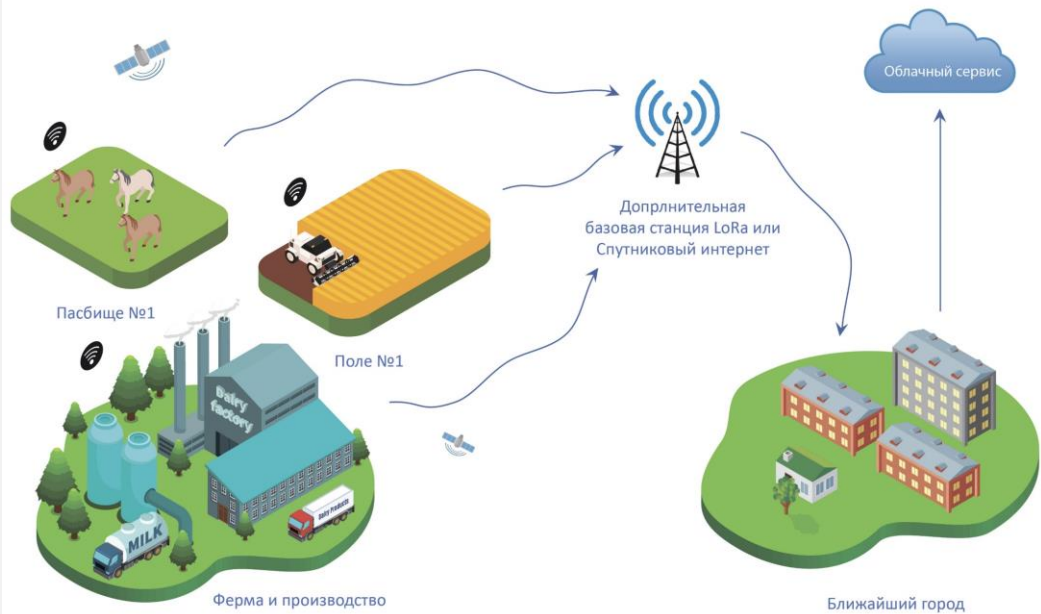 Облачный сервис
Допрлнительная
базовая станция LoRa или
Спутниковый интернет
Пасбище №1
Поле №1
Dairy
factory
MILK
Dairy Products
Ферма и производство
Ближайший город